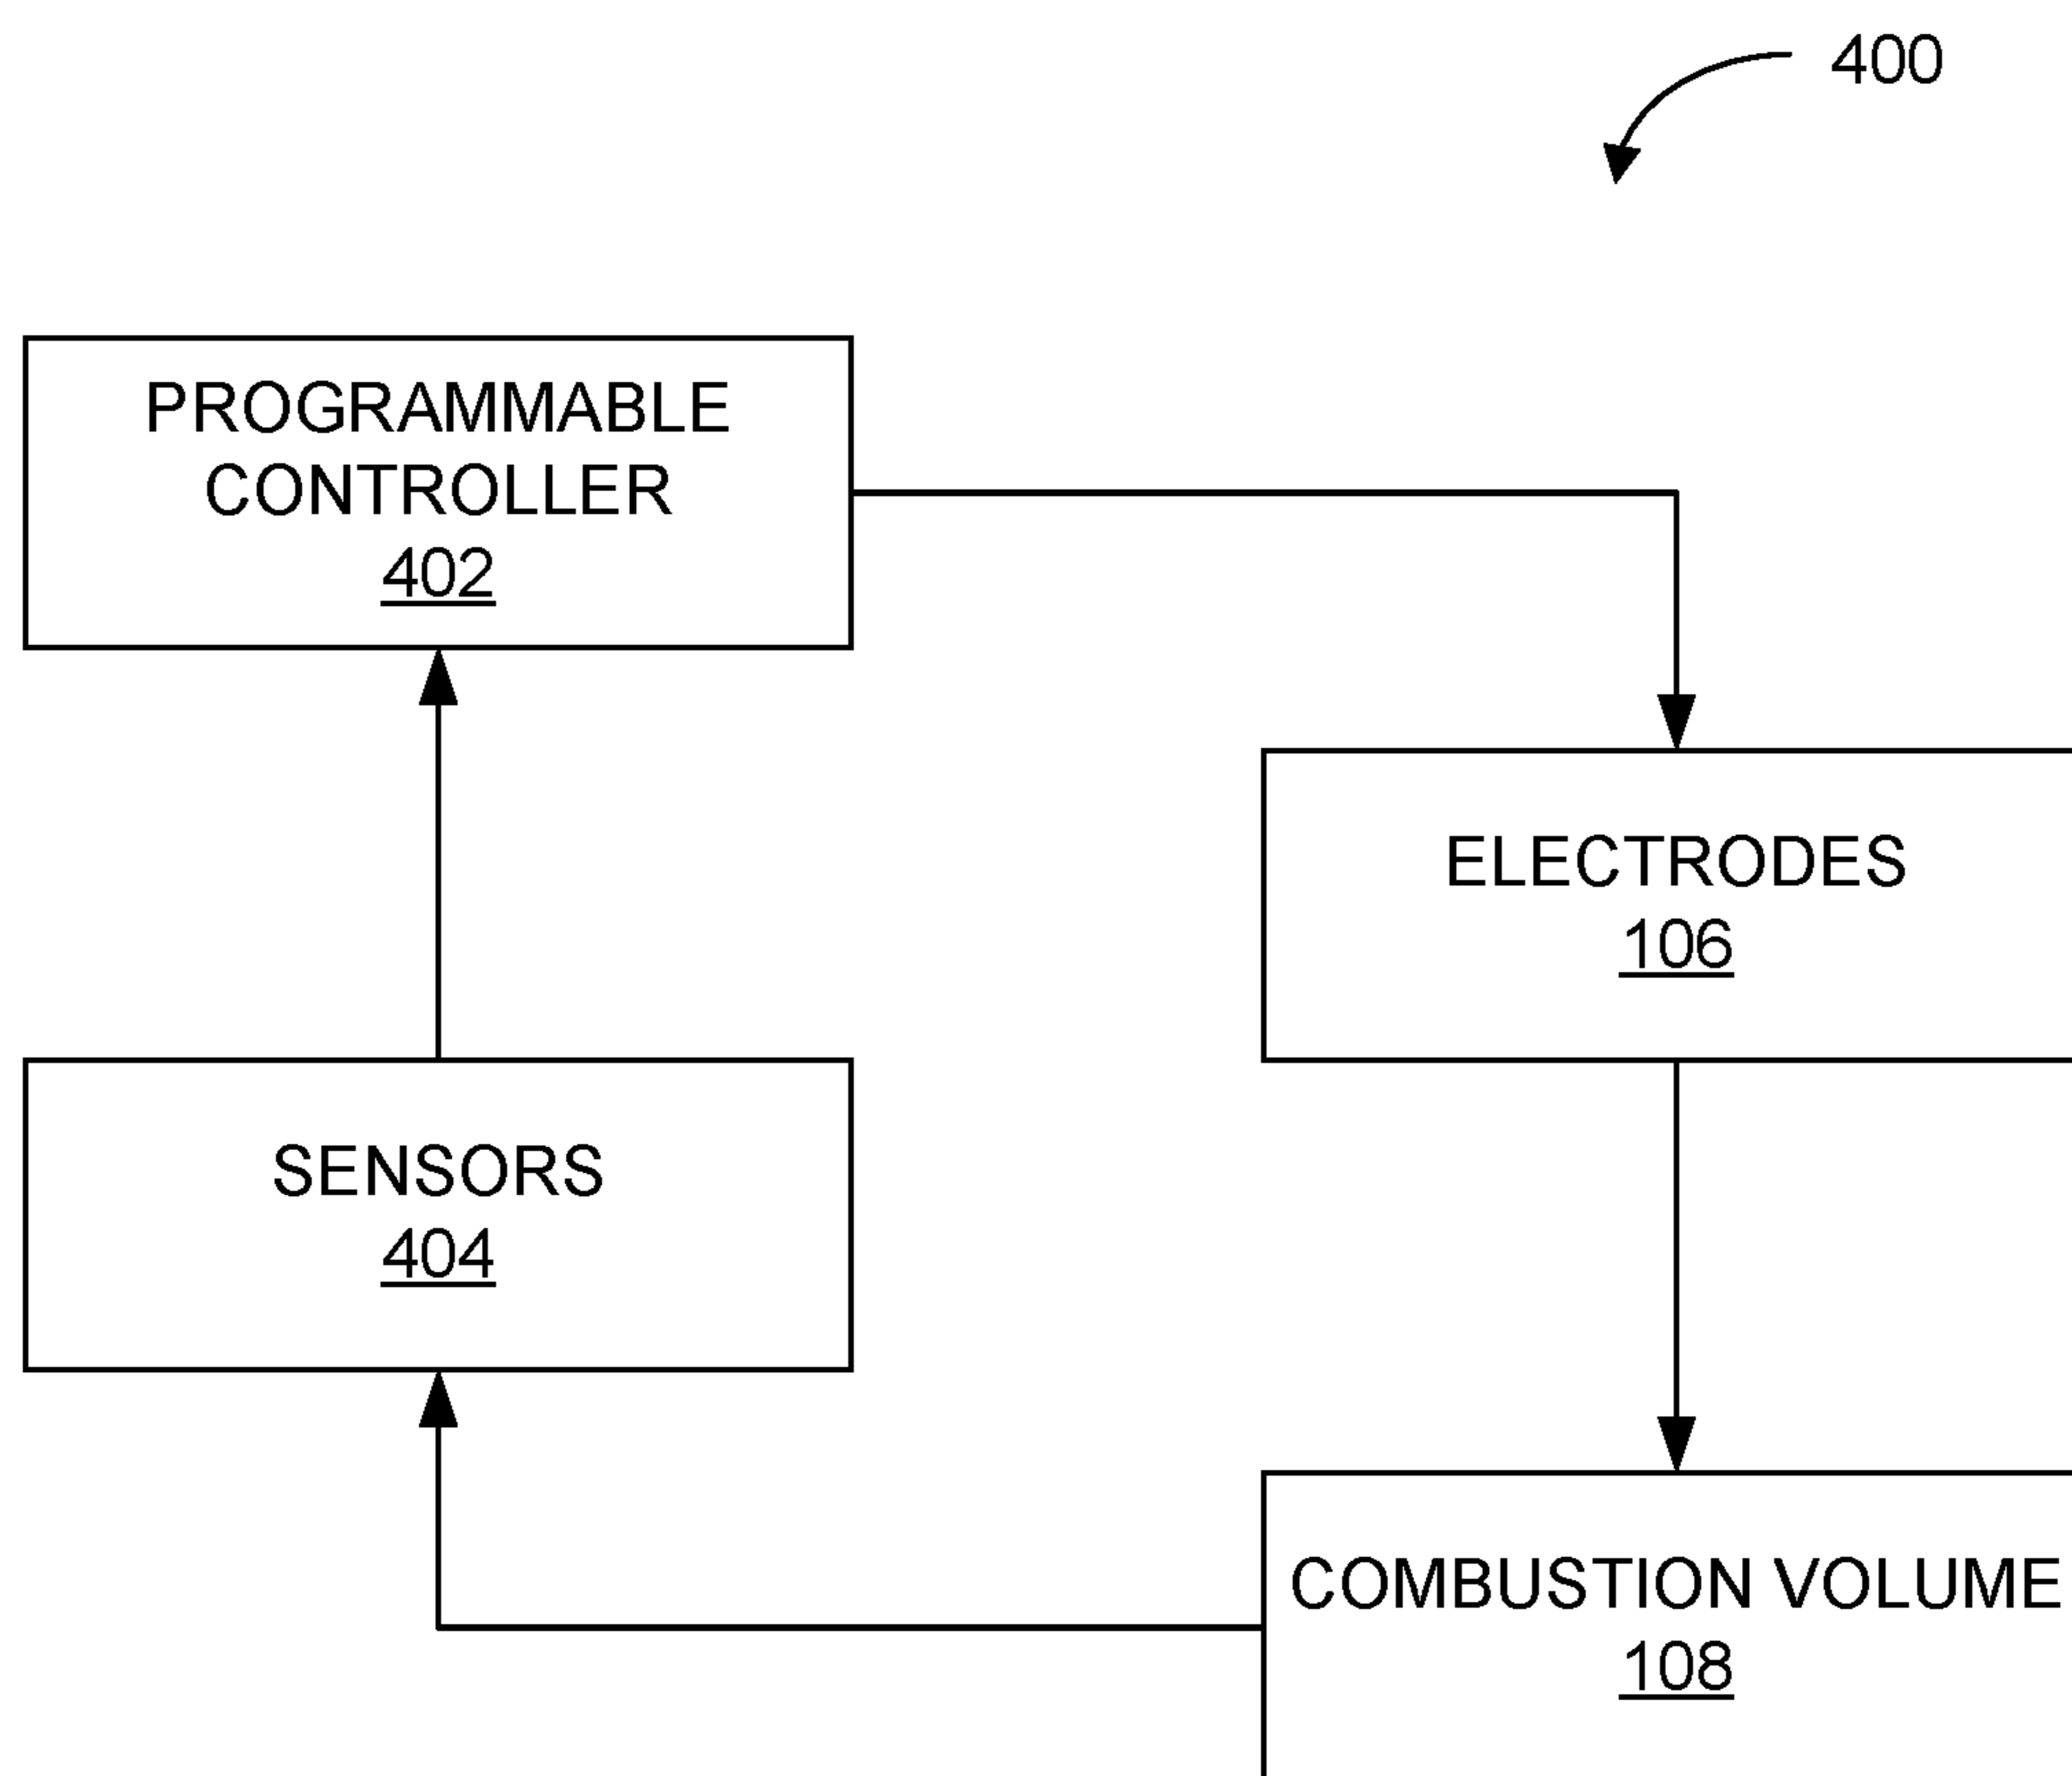 400
PROGRAMMABLE
CONTROLLER
402
ELECTRODES
106
SENSORS
404
COMBUSTION VOLUME
108